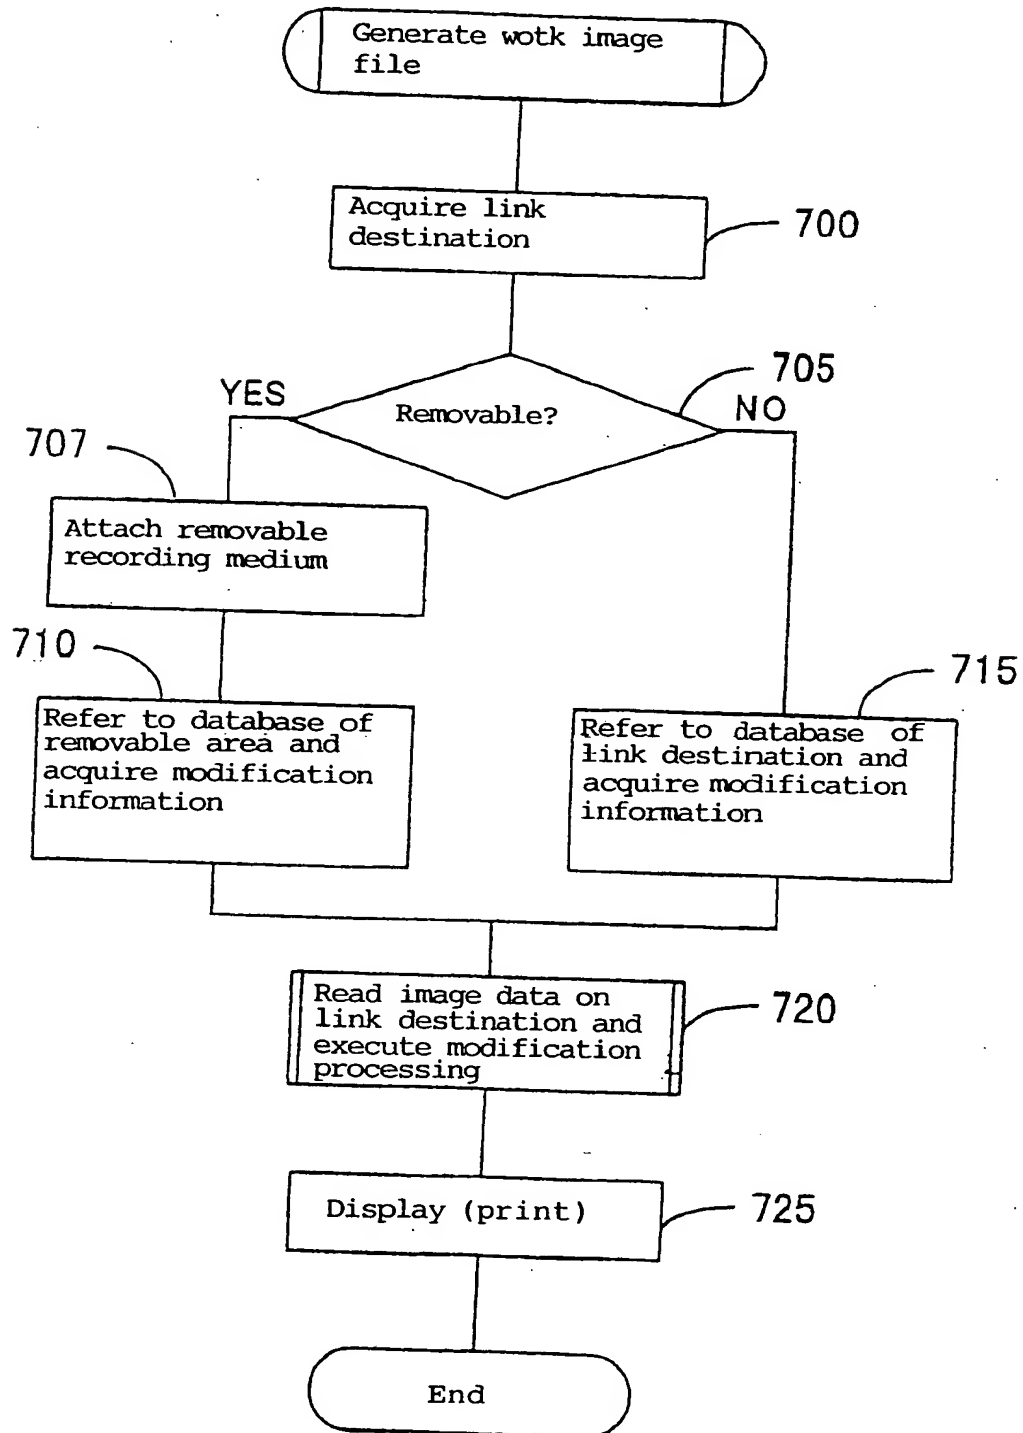 Generate wotk image
file
Acquire link
destination
700
705
YES
Removable?
NO
707
Attach removable
recording medium
710
715
Refer to database of
removable area and
acquire modification
information
Refer to database of
link destination and
acquire modification
information
Read image data on
link destination and
execute modification
processing
720
Display (print)
725
End